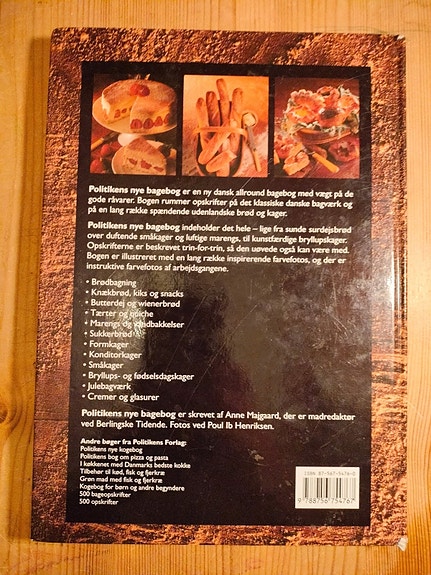 Politikens nye bagebog er en ny dansk allround bagebog med vægt på de
gode råvarer. Bogen rummer opskrifter på det klassiske danske bagværk og
på en lang række spændende udenlandske brød og kager.
Politikens nye bagebog indeholder det hele – lige fra sunde surdejsbrød
over duftende småkager og luftige marengs, til kunstfærdige bryllupskager.
Opskrifterne er beskrevet trin-for-trin, så den uøvede også kan være med.
Bogen er illustreret med en lang række inspirerende farvefotos, og der er
instruktive farvefotos af arbejdsgangene.
• Brødbagning
• Knækbrød, kiks og snacks
• Butterdej og wienerbrød
• Tærter og quiche
• Marengs og vandbakkelser
• Sukkerbrød
• Formkager
• Konditorkager
• Småkager
• Bryllups- og fødselsdagskager
• Julebagværk
• Cremer og glasurer
Politikens nye bagebog er skrevet af Anne Majgaard, der er madredaktør
ved Berlingske Tidende. Fotos ved Poul Ib Henriksen.
Andre bøger fra Politikens Forlag:
Politikens nye kogebog
Politikens bog om pizza og pasta
I køkkenet med Danmarks bedste kokke
Tilbehør til kød, fisk og fjerkræ
Grøn mad med fisk og fjerkræ
Kogebog for børn og andre begyndere
500 bageopskrifter
500 opskrifter
ISBN 87-567-5476-0
9 788756 754767